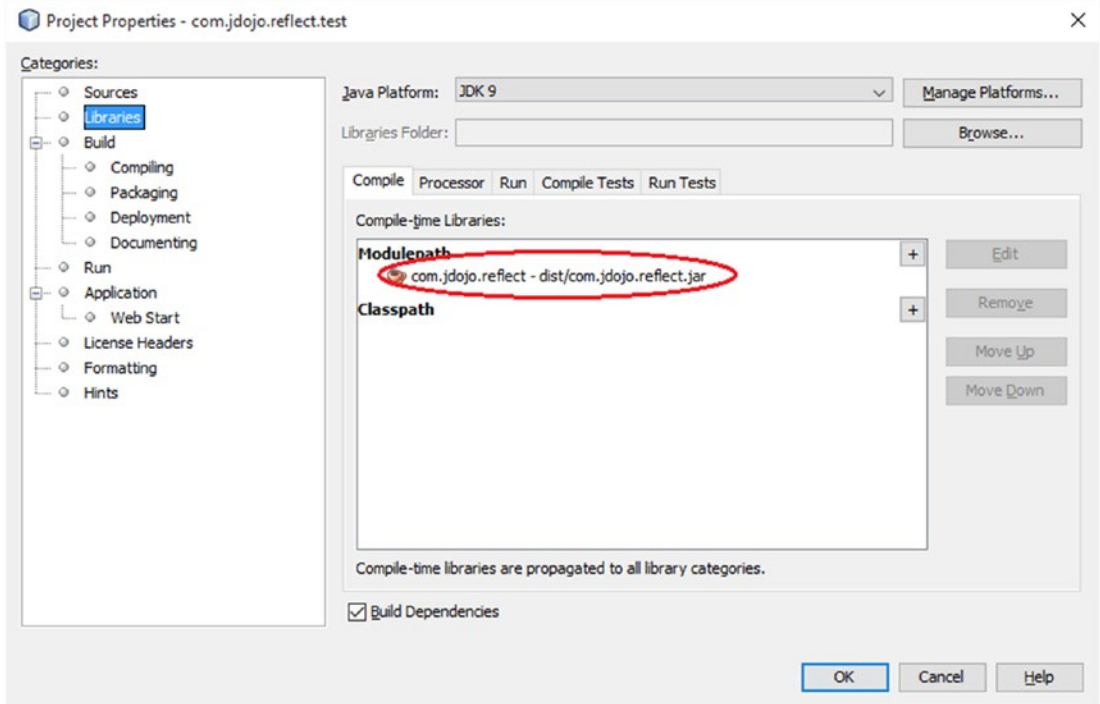 Project Properties - com.jdojo.reflect.test
Categories:
Sources
Libraries
Build
Compiling
Packaging
Deployment
Documenting
Run
Application
Web Start
License Headers
Formatting
Hints
Java Platform: JDK 9 Manage Platforms...
Libraries Folder: Browse...
Compile Processor Run Compile Tests Run Tests
Compile-time Libraries:
Modulepath + Edit
com.jdojo.reflect - dist/com.jdojo.reflect.jar
Remove
Classpath +
Move Up
Move Down
Compile-time libraries are propagated to all library categories.
Build Dependencies
OK Cancel Help